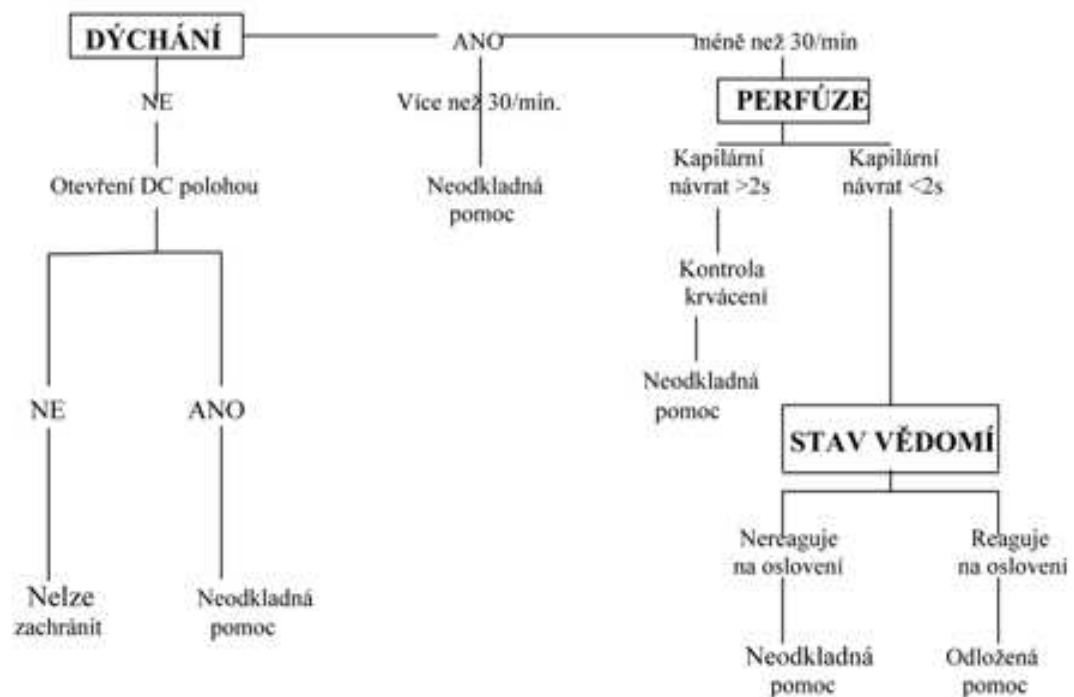 DÝCHÁNÍ
ANO
méně než 30/min
NE
Více než 30/min.
PERFÚZE
Otevření DC polohou
Neodkladná
pomoc
Kapilární
návrat >2s
Kapilární
návrat <2s
Kontrola
krvácení
Neodkladná
pomoc
NE
ANO
STAV VĚDOMÍ
Nereaguje
na oslovení
Reaguje
na oslovení
Nelze
zachránit
Neodkladná
pomoc
Neodkladná
pomoc
Odložená
pomoc